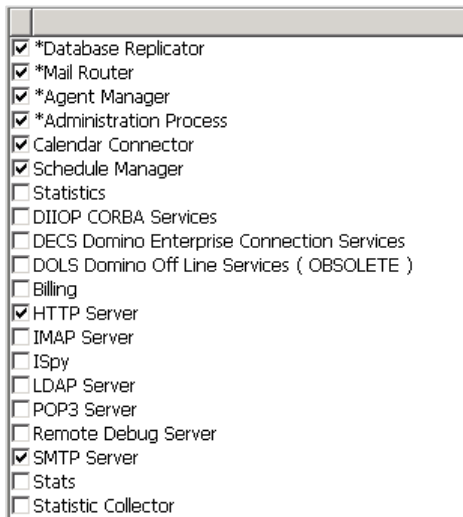 *Database Replicator
*Mail Router
*Agent Manager
*Administration Process
Calendar Connector
Schedule Manager
Statistics
DIIOP CORBA Services
DECS Domino Enterprise Connection Services
DOLS Domino Off Line Services ( OBSOLETE )
Billing
HTTP Server
IMAP Server
ISpy
LDAP Server
POP3 Server
Remote Debug Server
SMTP Server
Stats
Statistic Collector